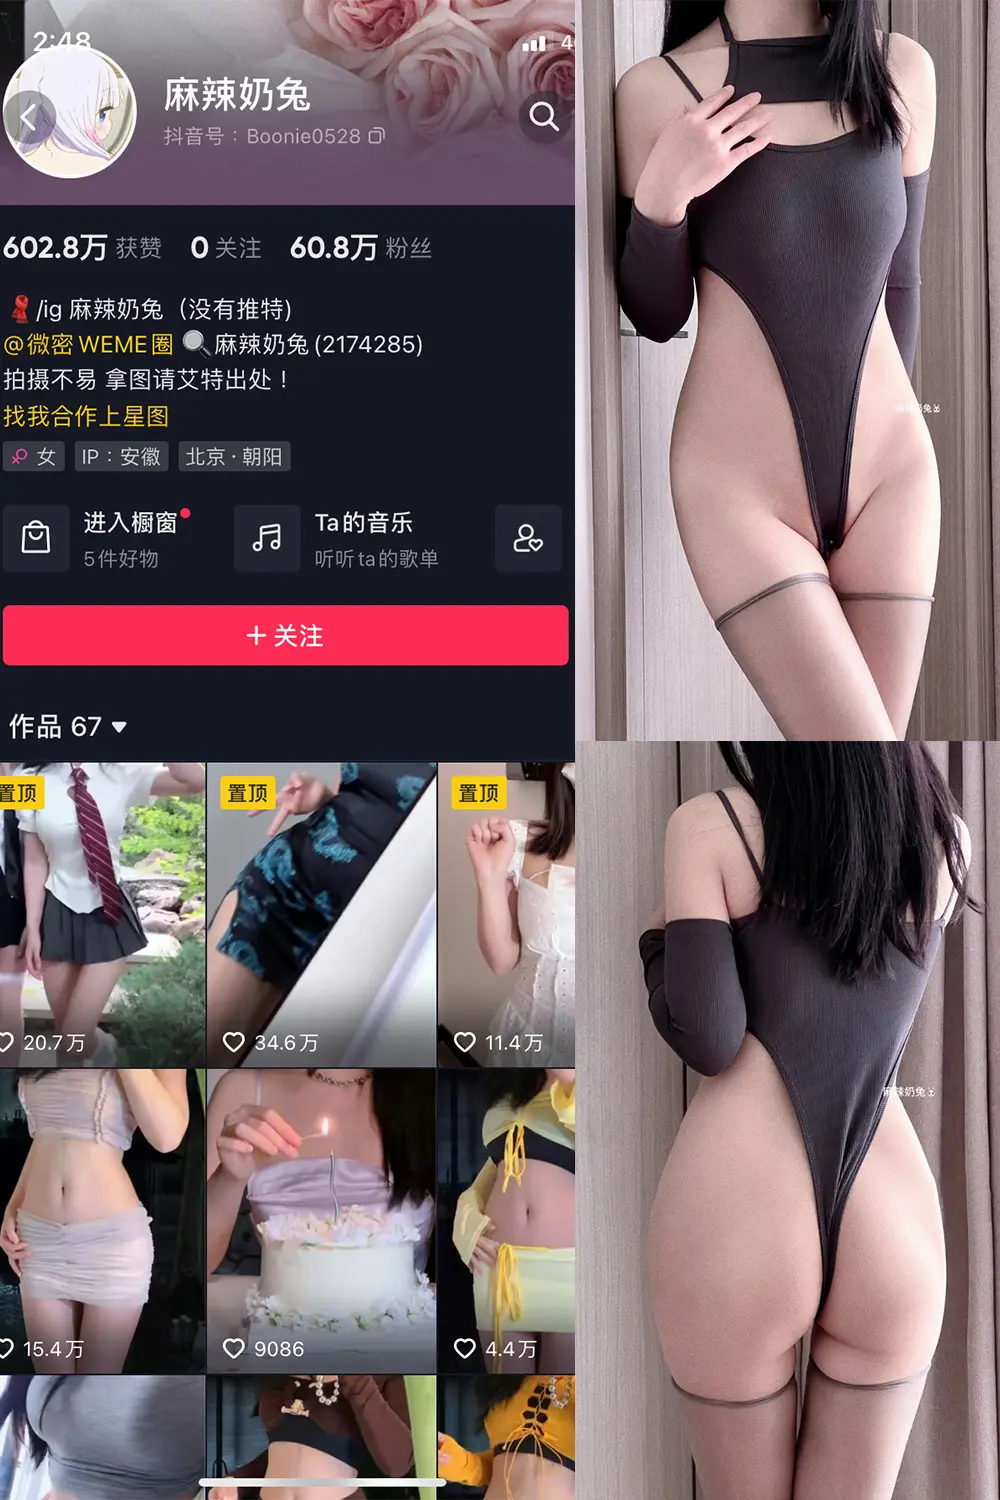 2:48
4
麻辣奶兔
抖音号：Boonie0528
602.8万 获赞 0 关注 60.8万 粉丝
/ig 麻辣奶兔（没有推特)
@微密 WEME圈 🔍麻辣奶兔(2174285)
拍摄不易 拿图请艾特出处！
找我合作上星图
女 IP：安徽 北京·朝阳
进入橱窗
5件好物
Ta的音乐
听听ta的歌单
+ 关注
作品 67
置顶 置顶 置顶
20.7万 34.6万 11.4万
15.4万 9086 4.4万
麻辣奶兔
麻辣奶兔